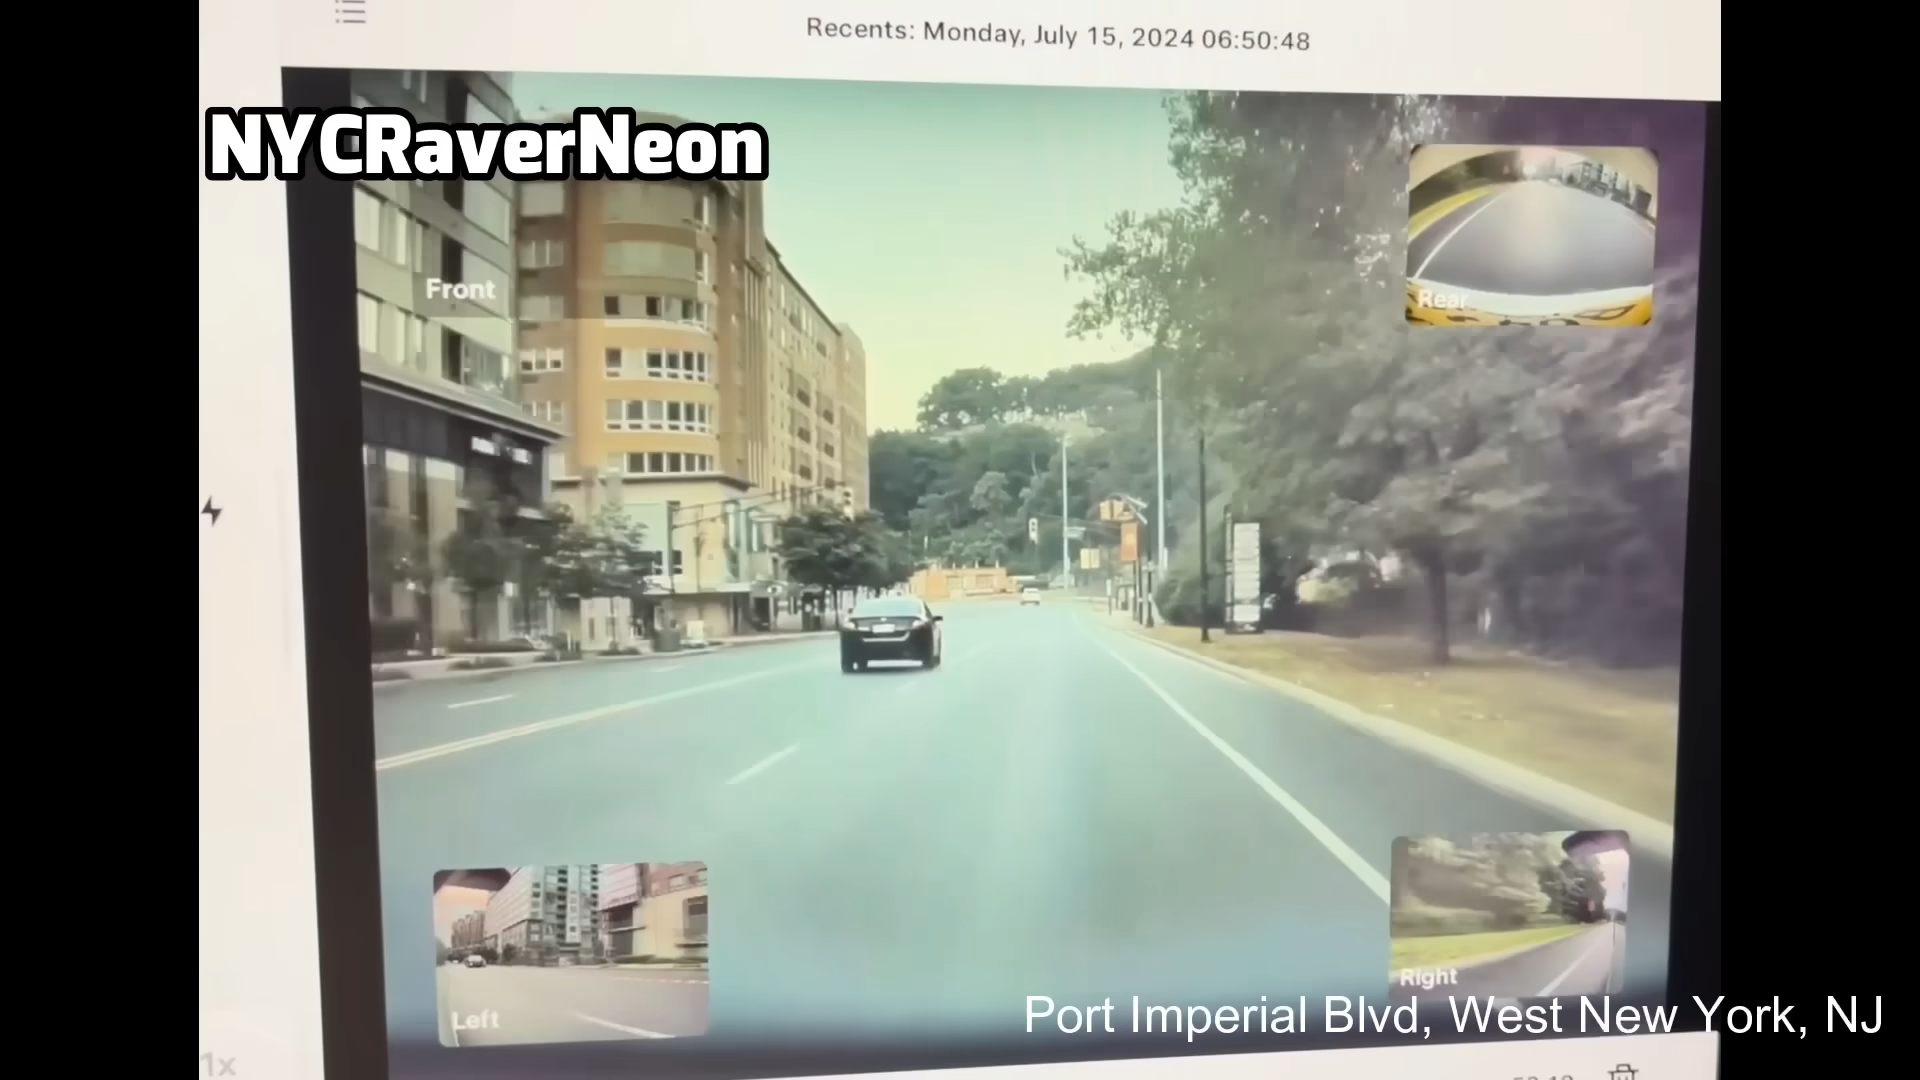 Recents: Monday, July 15, 2024 06:50:48
NYCRaverNeon
Front
Rear
Left
Right
Port Imperial Blvd, West New York, NJ
1x